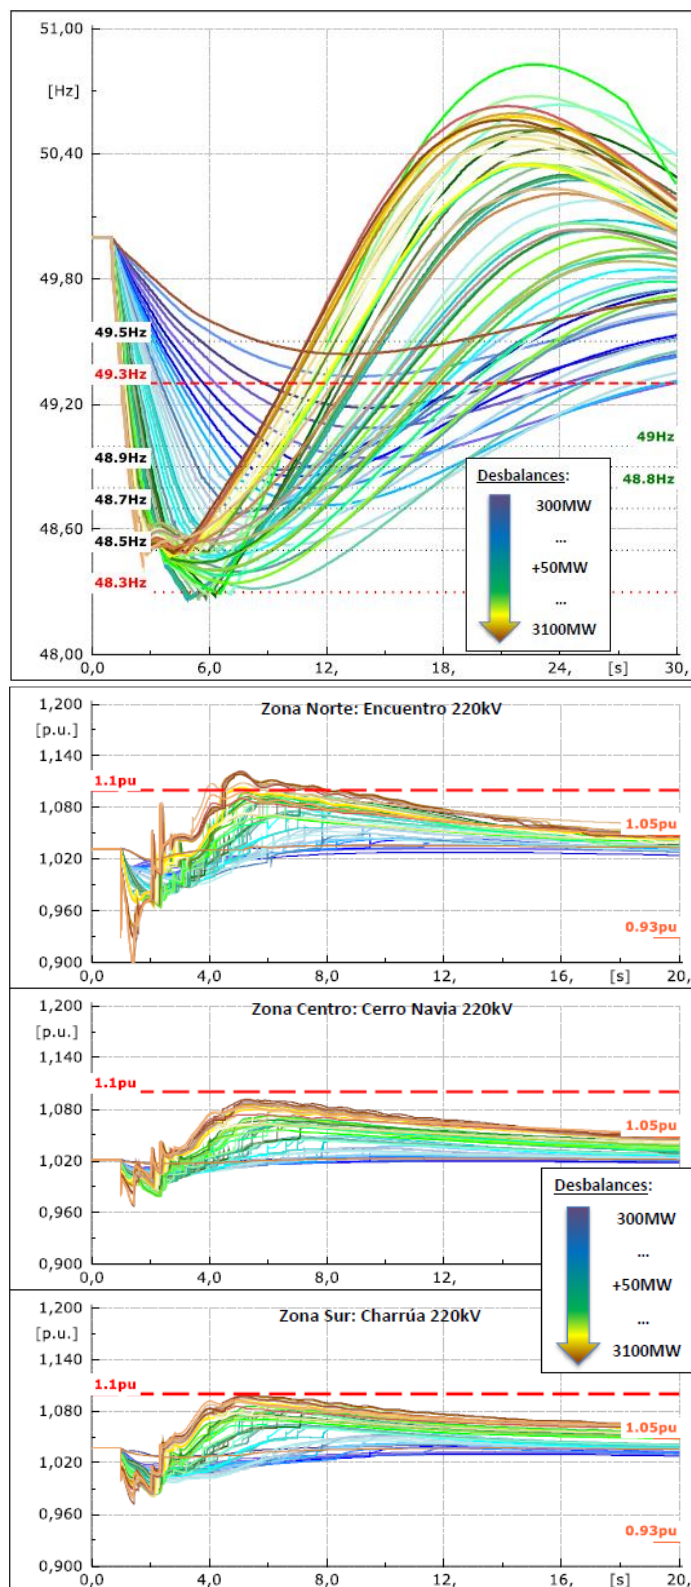 51,00
[Hz]
50,40
49,80
49.5Hz
49.3Hz
49,20
49Hz
48.9Hz
48.8Hz
48.7Hz
48,60
48.5Hz
48.3Hz
48,00
0,0 6,0 12, 18, 24, [s] 30,
Desbalances:
300MW
...
+50MW
...
3100MW
Zona Norte: Encuentro 220kV
1,200
[p.u.]
1,140
1.1pu
1,080
1.05pu
1,020
0,960
0.93pu
0,900
0,0 4,0 8,0 12, 16, [s] 20,
Zona Centro: Cerro Navia 220kV
1,200
[p.u.]
1,140
1.1pu
1,080
1.05pu
1,020
0,960
0,900
0,0 4,0 8,0 12,
Desbalances:
300MW
...
+50MW
...
3100MW
Zona Sur: Charrúa 220kV
1,200
[p.u.]
1,140
1.1pu
1,080
1.05pu
1,020
0,960
0.93pu
0,900
0,0 4,0 8,0 12, 16, [s] 20,